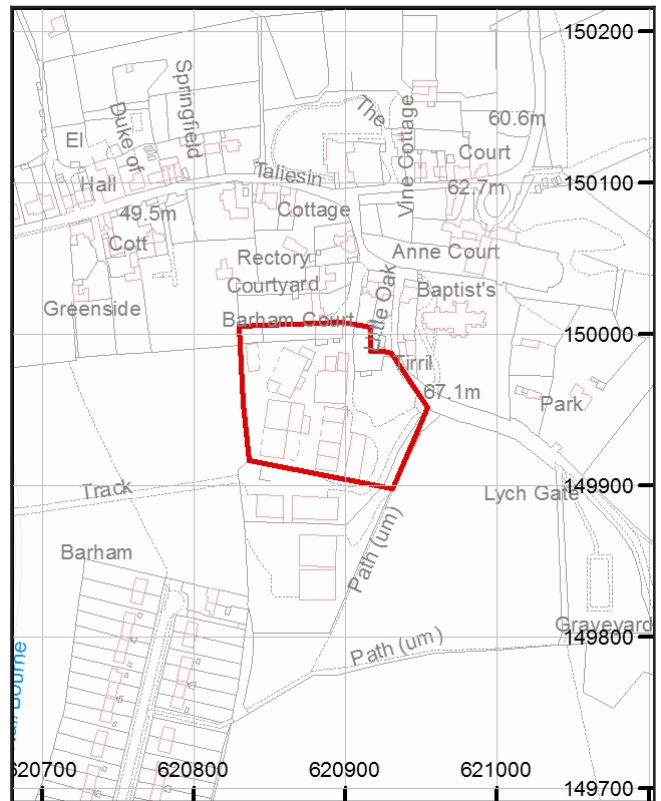 150200
Springfield
Duke of
The
Vine Cottage
60.6m
El
Court
Taliesin
Hall
62.7m
150100
49.5m
Cottage
Cott
Anne Court
Rectory
Courtyard
Little Oak
Baptist's
Greenside
Barham Court
150000
Tirril
67.1m
Park
Track
Lych Gate
149900
Path (um)
Barham
Graveyard
Path (um)
149800
Bourne
620700
620800
620900
621000
149700